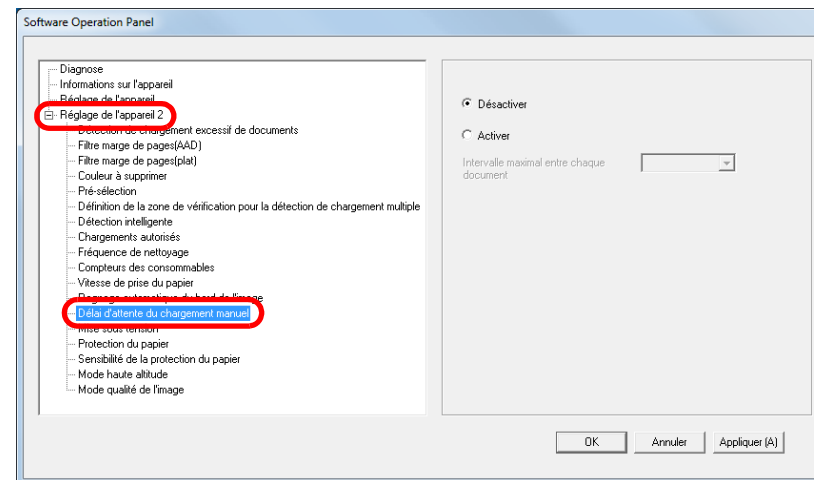 Software Operation Panel
Diagnose
Informations sur l'appareil
Réglage de l'appareil
Réglage de l'appareil 2
Détection de chargement excessif de documents
Filtre marge de pages(AAD)
Filtre marge de pages(plat)
Couleur à supprimer
Pré-sélection
Définition de la zone de vérification pour la détection de chargement multiple
Détection intelligente
Chargements autorisés
Fréquence de nettoyage
Compteurs des consommables
Vitesse de prise du papier
Rognage automatique du bord de l'image
Délai d'attente du chargement manuel
Mise sous tension
Protection du papier
Sensibilité de la protection du papier
Mode haute altitude
Mode qualité de l'image
Désactiver
Activer
Intervalle maximal entre chaque
document
OK
Annuler
Appliquer (A)